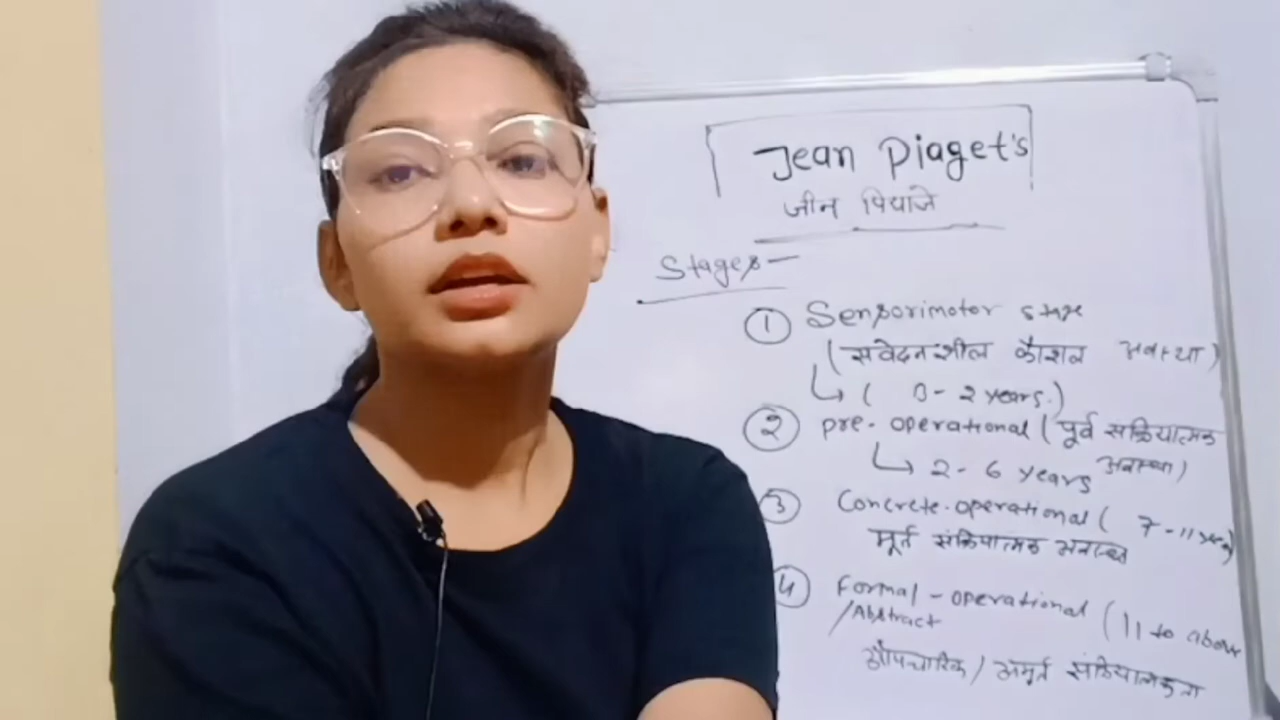 Jean Piaget's
जीन पियाजे
Stages –
① Sensorimotor stage
(संवेदनशील कौशल अवस्था)
↳ ( 0 - 2 years.)
② pre- operational (पूर्व सक्रियात्मक
↳ 2 - 6 years अवस्था)
③ Concrete-operational ( 7 - 11 years)
मूर्त संक्रियात्मक अवस्था
④ Formal - operational (11 to above
/Abstract
औपचारिक / अमूर्त संक्रियात्मकता